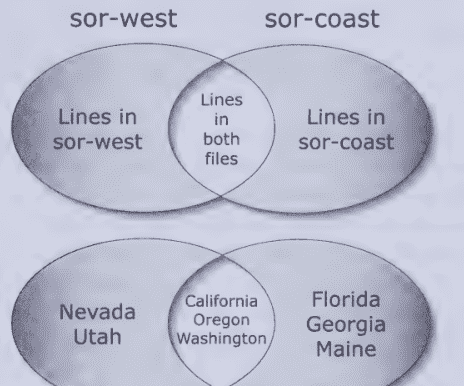 sor-west
sor-coast
Lines in
sor-west
Lines
in
both
files
Lines in
sor-coast
Nevada
Utah
California
Oregon
Washington
Florida
Georgia
Maine